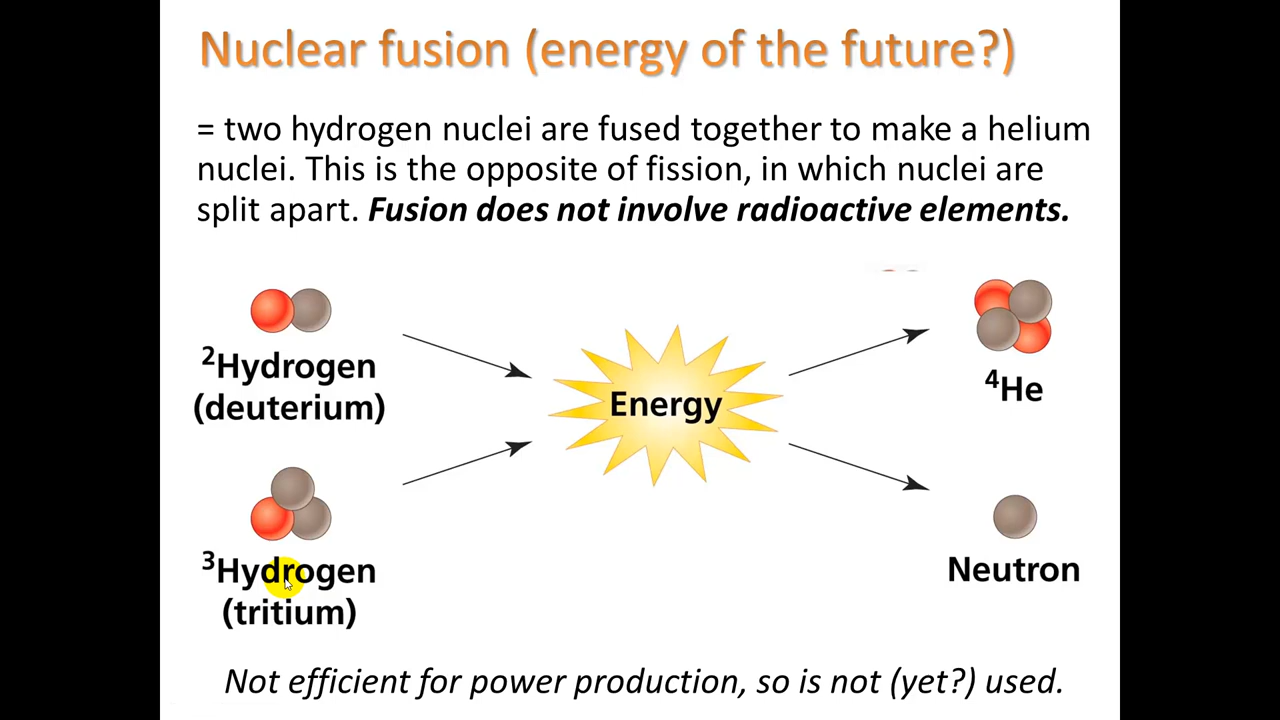 Nuclear fusion (energy of the future?)
= two hydrogen nuclei are fused together to make a helium
nuclei. This is the opposite of fission, in which nuclei are
split apart. Fusion does not involve radioactive elements.
²Hydrogen
(deuterium)
³Hydrogen
(tritium)
Energy
⁴He
Neutron
Not efficient for power production, so is not (yet?) used.